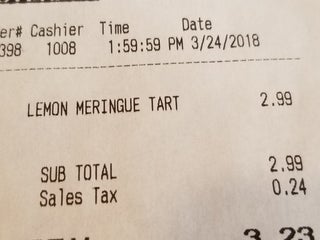 er# Cashier Time Date
398 1008 1:59:59 PM 3/24/2018
LEMON MERINGUE TART 2.99
SUB TOTAL 2.99
Sales Tax 0.24
3.23